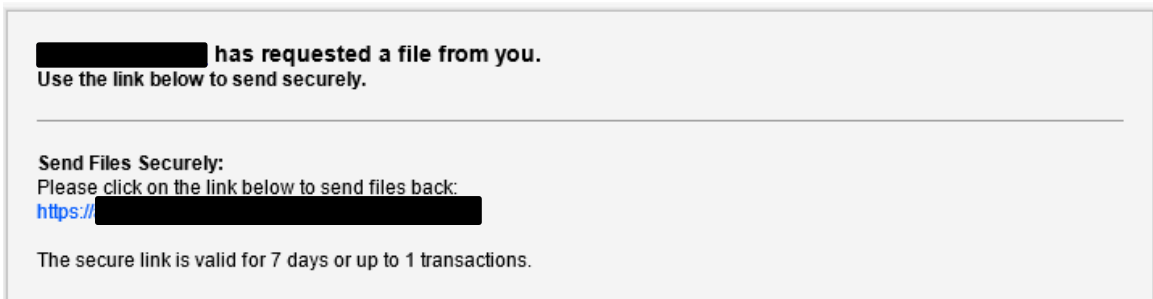 has requested a file from you.
Use the link below to send securely.
Send Files Securely:
Please click on the link below to send files back:
https://
The secure link is valid for 7 days or up to 1 transactions.